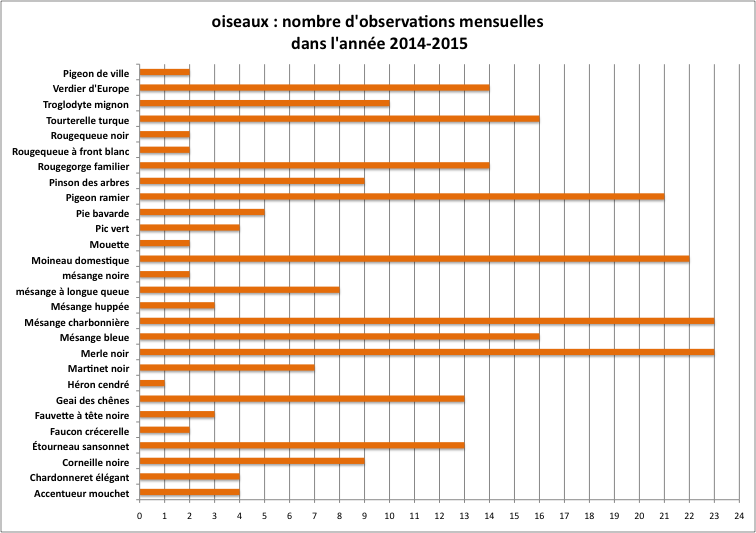 oiseaux : nombre d'observations mensuelles
dans l'année 2014-2015
Pigeon de ville
Verdier d'Europe
Troglodyte mignon
Tourterelle turque
Rougequeue noir
Rougequeue à front blanc
Rougegorge familier
Pinson des arbres
Pigeon ramier
Pie bavarde
Pic vert
Mouette
Moineau domestique
mésange noire
mésange à longue queue
Mésange huppée
Mésange charbonnière
Mésange bleue
Merle noir
Martinet noir
Héron cendré
Geai des chênes
Fauvette à tête noire
Faucon crécerelle
Étourneau sansonnet
Corneille noire
Chardonneret élégant
Accentueur mouchet
0 1 2 3 4 5 6 7 8 9 10 11 12 13 14 15 16 17 18 19 20 21 22 23 24